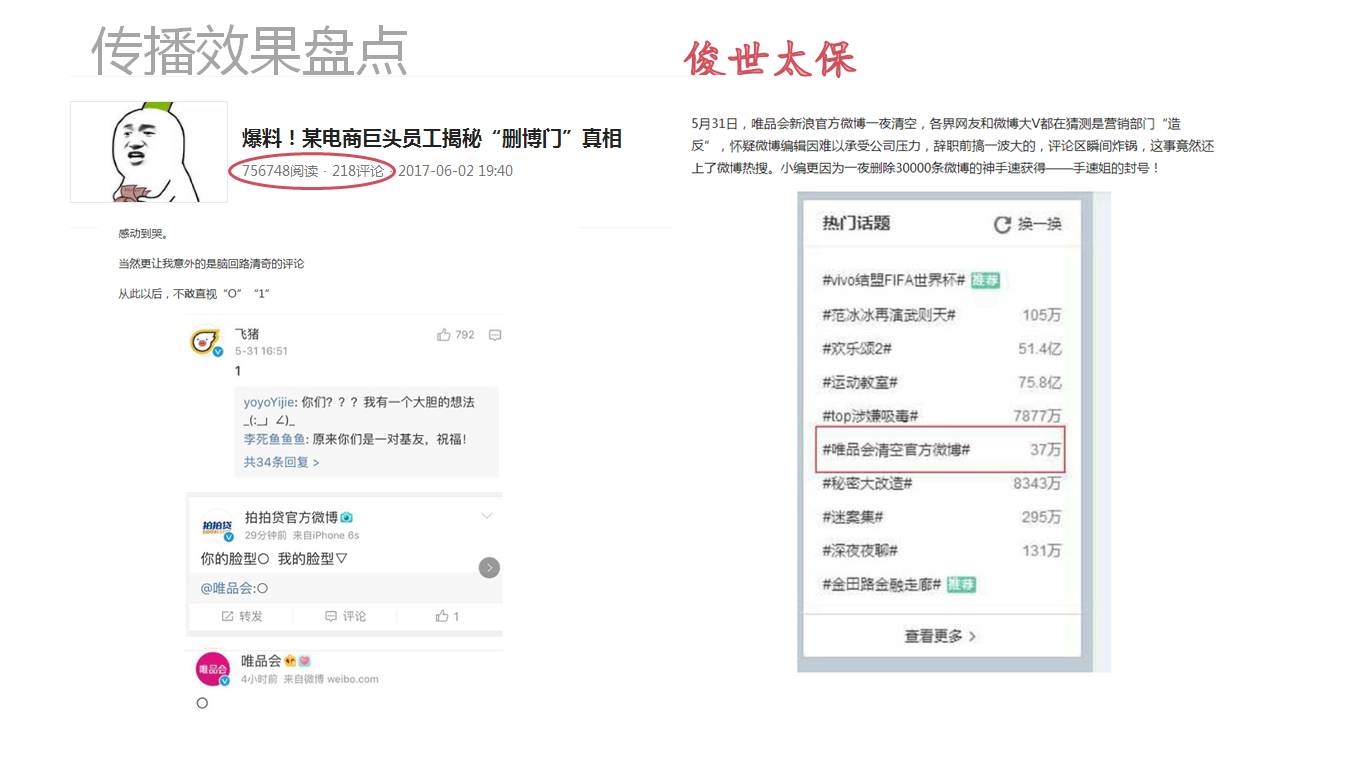 传播效果盘点
俊世太保
爆料！某电商巨头员工揭秘“删博门”真相
756748阅读 · 218评论 · 2017-06-02 19:40
感动到哭。
当然更让我意外的是脑回路清奇的评论
从此以后，不敢直视“O” “1”
飞猪
792
5-31 16:51
1
yoyoYijie: 你们？？？我有一个大胆的想法
_(:_」∠)_
李死鱼鱼鱼: 原来你们是一对基友，祝福！
共34条回复 >
拍拍贷
拍拍贷官方微博
29分钟前 来自iPhone 6s
你的脸型〇 我的脸型▽
@唯品会:〇
转发
评论
1
唯品会
唯品会
4小时前 来自微博 weibo.com
〇
5月31日，唯品会新浪官方微博一夜清空，各界网友和微博大V都在猜测是营销部门“造
反”，怀疑微博编辑因难以承受公司压力，辞职前搞一波大的，评论区瞬间炸锅，这事竟然还
上了微博热搜。小编更因为一夜删除30000条微博的神手速获得——手速姐的封号！
热门话题 换一换
#vivo结盟FIFA世界杯# 推荐
#范冰冰再演武则天# 105万
#欢乐颂2# 51.4亿
#运动教室# 75.8亿
#top涉嫌吸毒# 7877万
#唯品会清空官方微博# 37万
#秘密大改造# 8343万
#迷案集# 295万
#深夜夜聊# 131万
#金田路金融走廊# 推荐
查看更多 >